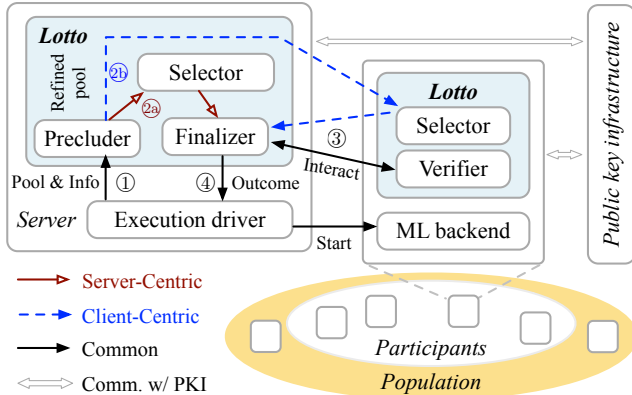 Lotto
Refined
pool
2b
Selector
2a
Precluder
Finalizer
Pool & Info
1
4
Outcome
Server
Execution driver
3
Interact
Start
Lotto
Selector
Verifier
ML backend
Public key infrastructure
Server-Centric
Client-Centric
Common
Comm. w/ PKI
Participants
Population